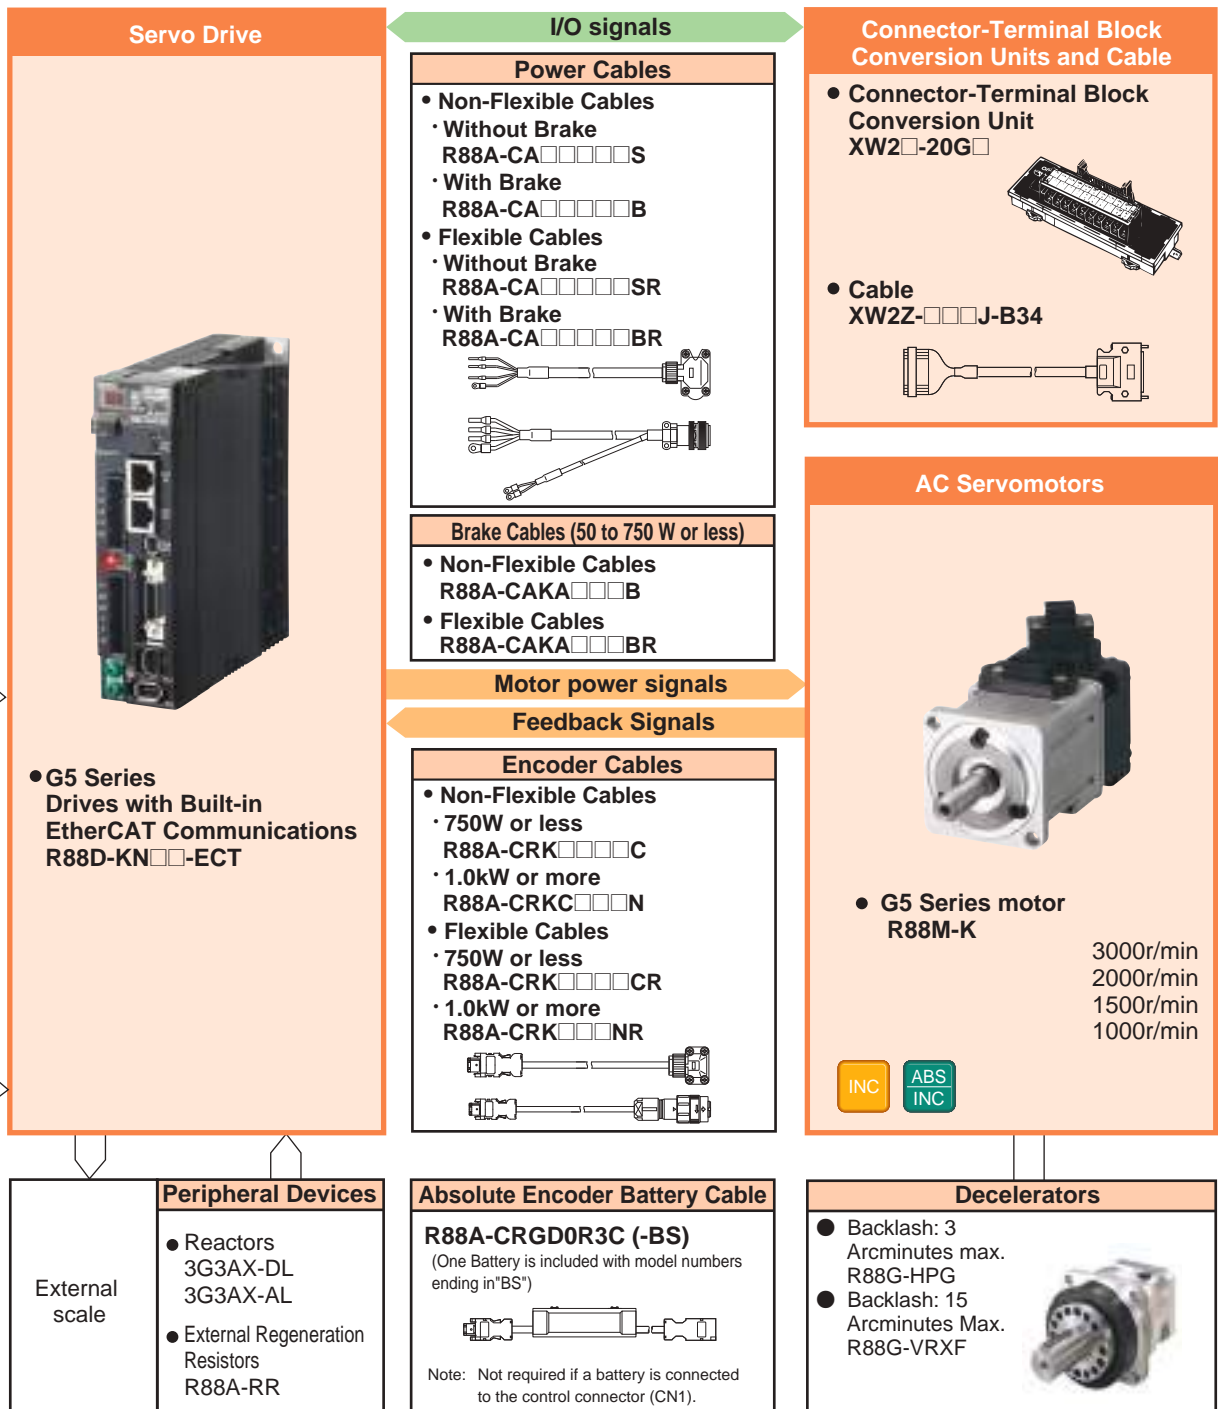 Servo Drive
G5 Series
Drives with Built-in
EtherCAT Communications
R88D-KN□□-ECT
I/O signals
Power Cables
• Non-Flexible Cables
・Without Brake
R88A-CA□□□□□S
・With Brake
R88A-CA□□□□□B
• Flexible Cables
・Without Brake
R88A-CA□□□□□SR
・With Brake
R88A-CA□□□□□BR
Brake Cables (50 to 750 W or less)
• Non-Flexible Cables
R88A-CAKA□□□B
• Flexible Cables
R88A-CAKA□□□BR
Motor power signals
Feedback Signals
Encoder Cables
• Non-Flexible Cables
・750W or less
R88A-CRK□□□□C
・1.0kW or more
R88A-CRKC□□□N
• Flexible Cables
・750W or less
R88A-CRK□□□□CR
・1.0kW or more
R88A-CRK□□□NR
Connector-Terminal Block
Conversion Units and Cable
● Connector-Terminal Block
Conversion Unit
XW2□-20G□
● Cable
XW2Z-□□□J-B34
AC Servomotors
● G5 Series motor
R88M-K
3000r/min
2000r/min
1500r/min
1000r/min
INC
ABS
INC
External
scale
Peripheral Devices
● Reactors
3G3AX-DL
3G3AX-AL
● External Regeneration
Resistors
R88A-RR
Absolute Encoder Battery Cable
R88A-CRGD0R3C (-BS)
(One Battery is included with model numbers
ending in"BS")
Note: Not required if a battery is connected
to the control connector (CN1).
Decelerators
● Backlash: 3
Arcminutes max.
R88G-HPG
● Backlash: 15
Arcminutes Max.
R88G-VRXF